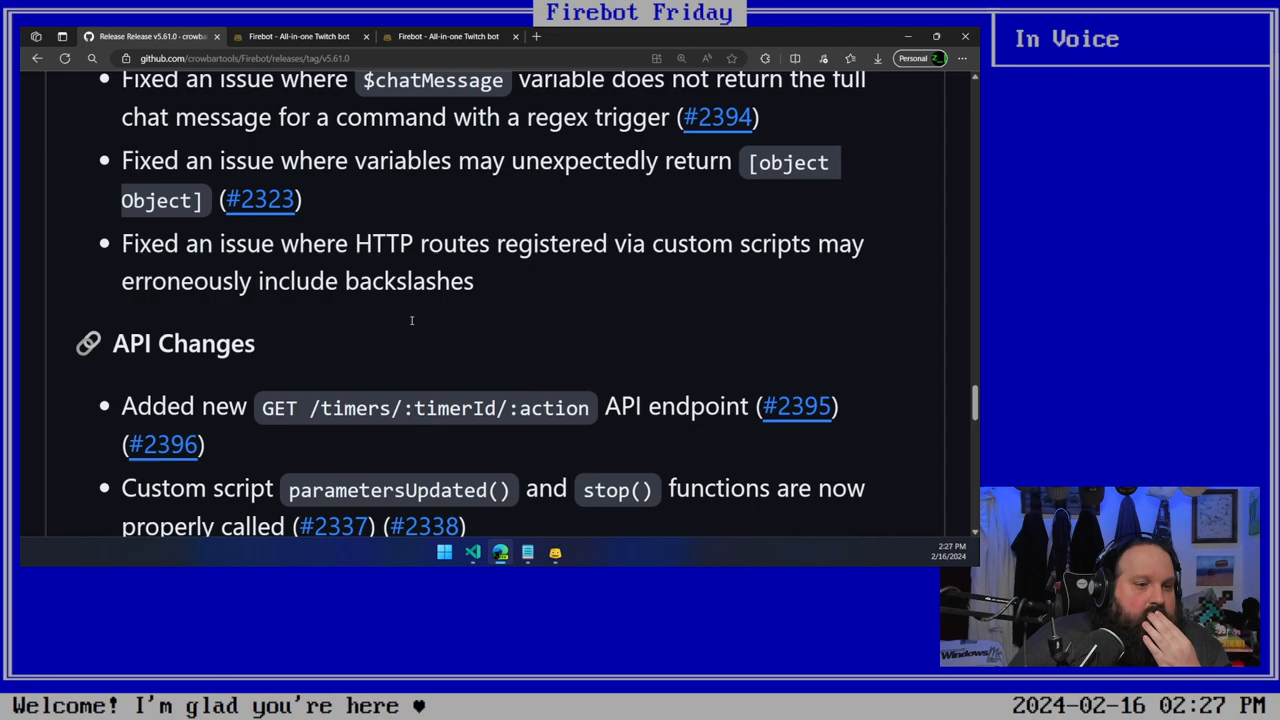 Firebot Friday
Release Release v5.61.0 · crowba
Firebot - All-in-one Twitch bot
Firebot - All-in-one Twitch bot
In Voice
https://github.com/crowbartools/Firebot/releases/tag/v5.61.0
Personal
Fixed an issue where $chatMessage variable does not return the full
chat message for a command with a regex trigger (#2394)
Fixed an issue where variables may unexpectedly return [object
Object] (#2323)
Fixed an issue where HTTP routes registered via custom scripts may
erroneously include backslashes
API Changes
Added new GET /timers/:timerId/:action API endpoint (#2395)
(#2396)
Custom script parametersUpdated() and stop() functions are now
properly called (#2337) (#2338)
2:27 PM
2/16/2024
Windows
Welcome! I'm glad you're here ♥
2024-02-16 02:27 PM